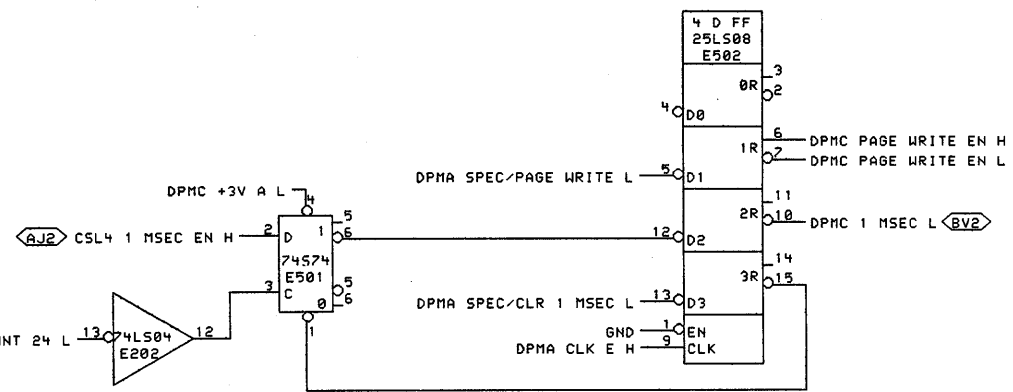 4 D FF
25LS08
E502
3
0R
2
4
D0
6
DPMC PAGE WRITE EN H
1R
7
DPMC PAGE WRITE EN L
DPMA SPEC/PAGE WRITE L
5
D1
DPMC +3V A L
4
11
2R
10
DPMC 1 MSEC L
BV2
AJ2
CSL4 1 MSEC EN H
2
D
1
5
6
12
D2
74S74
E501
14
3R
15
3
C
5
0
6
DPMA SPEC/CLR 1 MSEC L
13
D3
1
GND
1
EN
DPMA CLK E H
9
CLK
NT 24 L
13
74LS04
E202
12